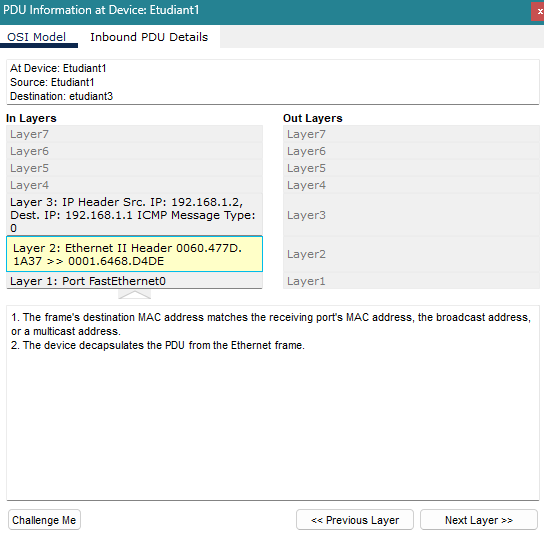 PDU Information at Device: Etudiant1
x
OSI Model Inbound PDU Details
At Device: Etudiant1
Source: Etudiant1
Destination: etudiant3
In Layers
Layer7
Layer6
Layer5
Layer4
Layer 3: IP Header Src. IP: 192.168.1.2,
Dest. IP: 192.168.1.1 ICMP Message Type:
0
Layer 2: Ethernet II Header 0060.477D.
1A37 >> 0001.6468.D4DE
Layer 1: Port FastEthernet0
Out Layers
Layer7
Layer6
Layer5
Layer4
Layer3
Layer2
Layer1
1. The frame's destination MAC address matches the receiving port's MAC address, the broadcast address,
or a multicast address.
2. The device decapsulates the PDU from the Ethernet frame.
Challenge Me
<< Previous Layer
Next Layer >>